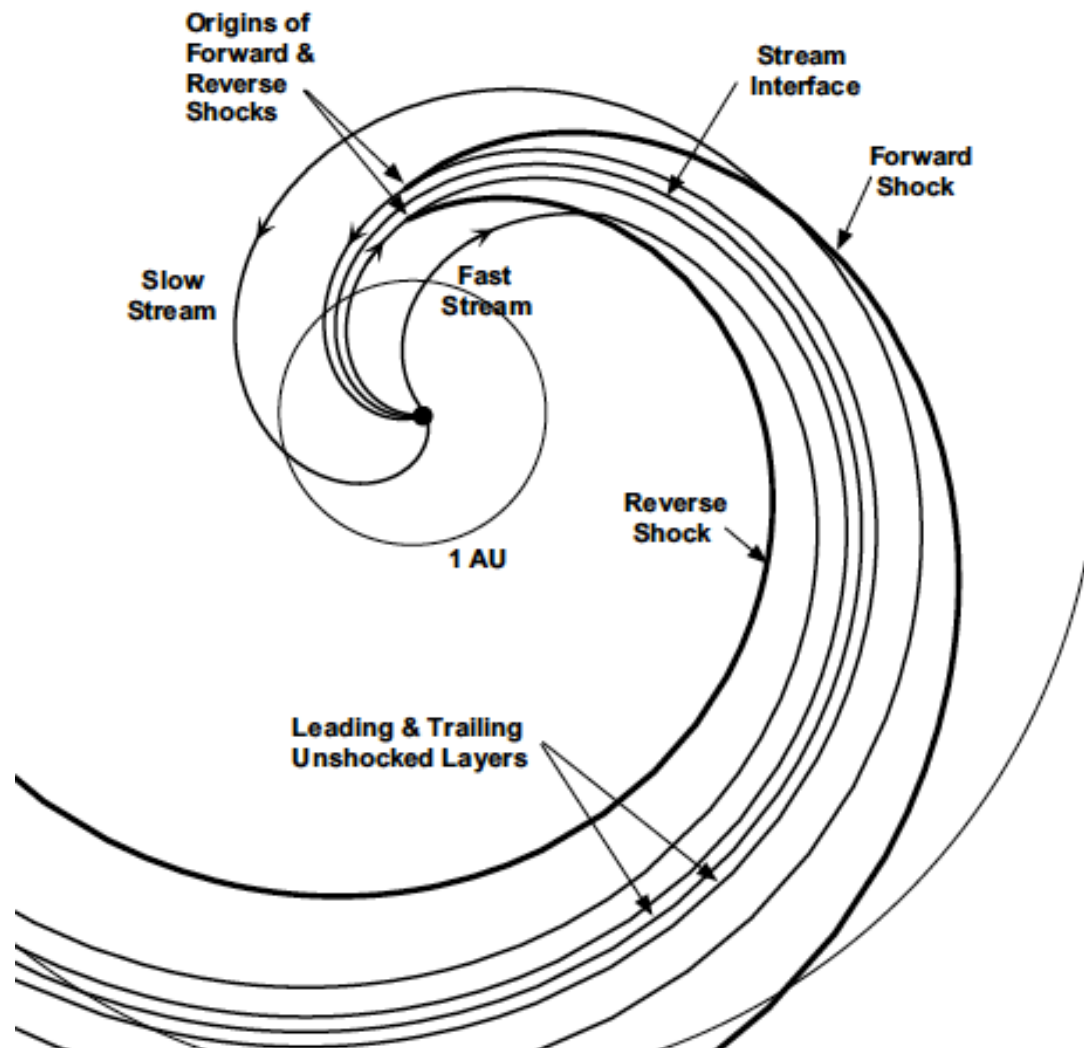 Origins of
Forward &
Reverse
Shocks
Stream
Interface
Forward
Shock
Slow
Stream
Fast
Stream
Reverse
Shock
1 AU
Leading & Trailing
Unshocked Layers